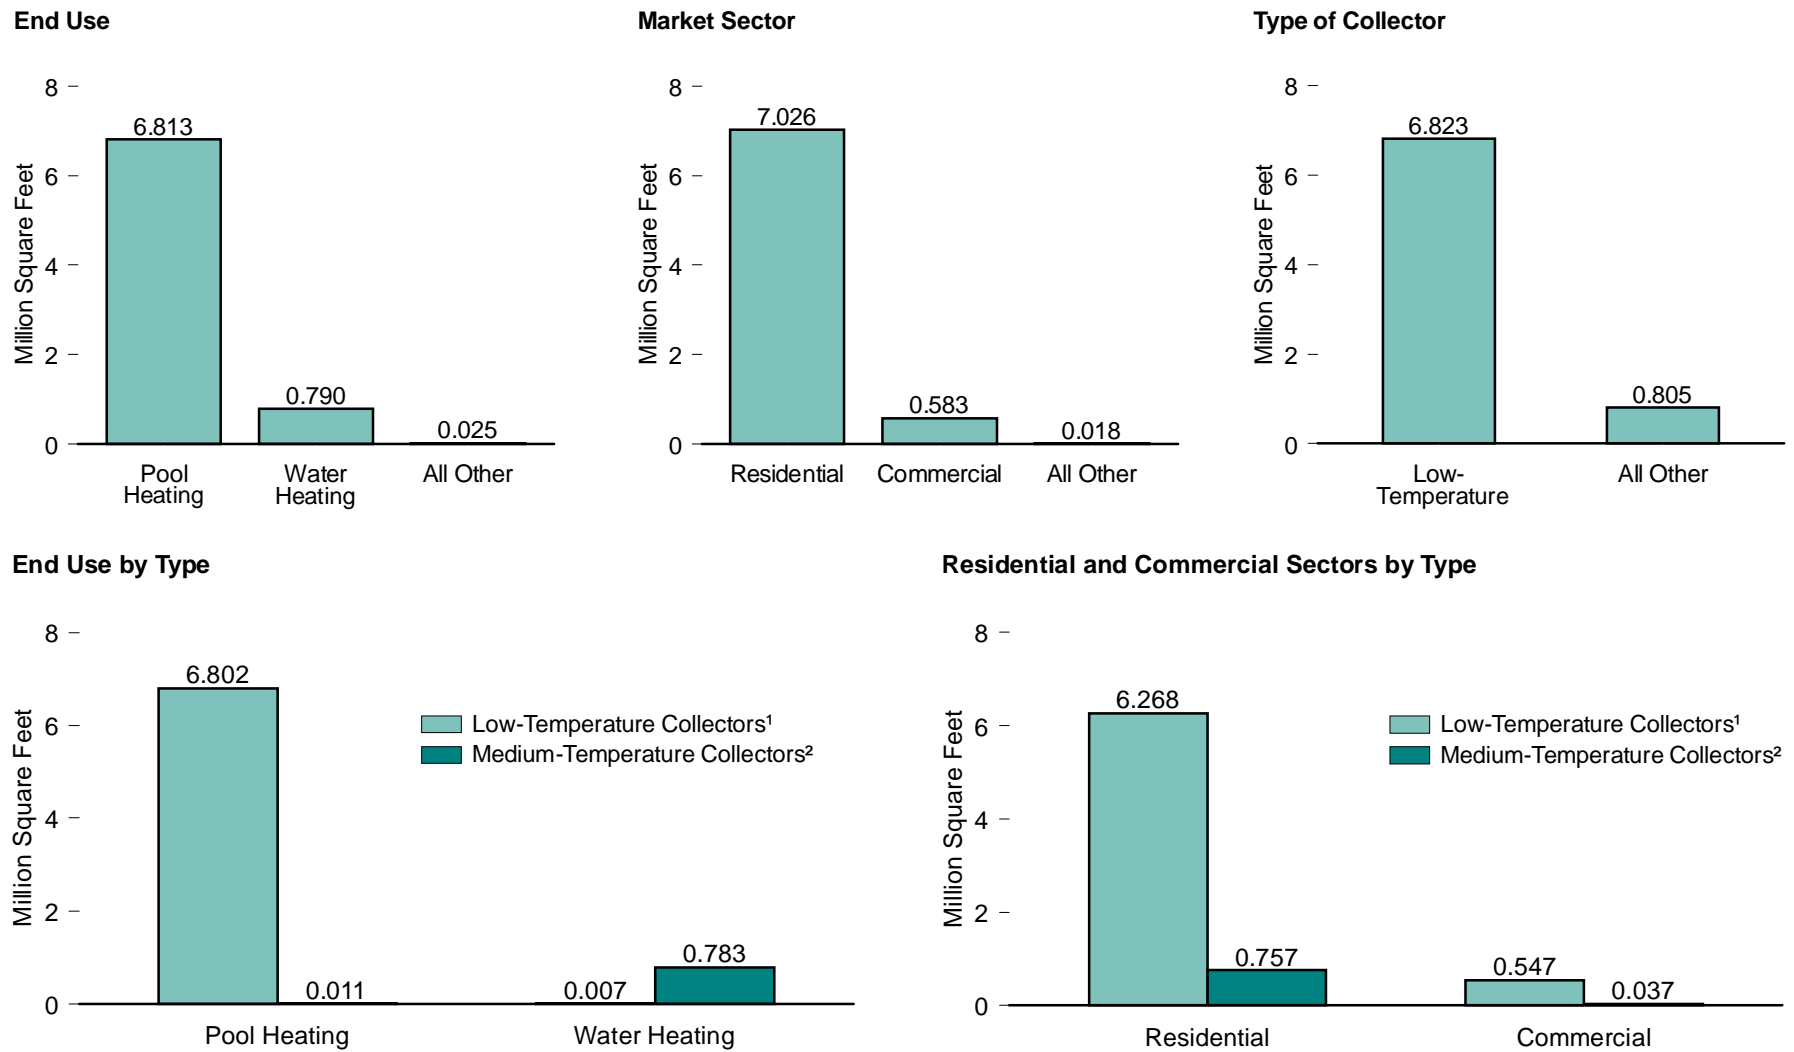 End Use
Market Sector
Type of Collector
8
6
4
2
0
Million Square Feet
6.813
0.790
0.025
Pool
Heating
Water
Heating
All Other
8
6
4
2
0
Million Square Feet
7.026
0.583
0.018
Residential
Commercial
All Other
8
6
4
2
0
Million Square Feet
6.823
0.805
Low-
Temperature
All Other
End Use by Type
8
6
4
2
0
Million Square Feet
6.802
0.011
0.007
0.783
Low-Temperature Collectors¹
Medium-Temperature Collectors²
Pool Heating
Water Heating
Residential and Commercial Sectors by Type
8
6
4
2
0
Million Square Feet
6.268
0.757
0.547
0.037
Low-Temperature Collectors¹
Medium-Temperature Collectors²
Residential
Commercial